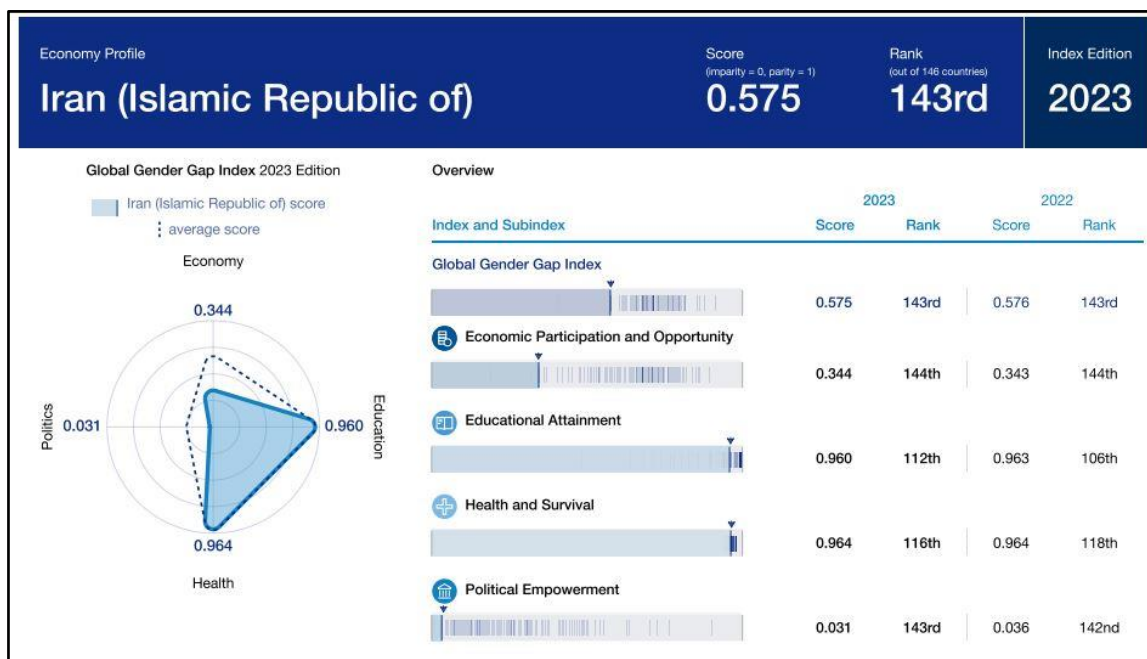 Economy Profile
Iran (Islamic Republic of)
Score
(imparity = 0, parity = 1)
0.575
Rank
(out of 146 countries)
143rd
Index Edition
2023
Global Gender Gap Index 2023 Edition
Iran (Islamic Republic of) score
average score
Economy
0.344
Politics
0.031
0.960
Education
0.964
Health
Overview
2023 2022
Index and Subindex Score Rank Score Rank
Global Gender Gap Index
0.575 143rd 0.576 143rd
Economic Participation and Opportunity
0.344 144th 0.343 144th
Educational Attainment
0.960 112th 0.963 106th
Health and Survival
0.964 116th 0.964 118th
Political Empowerment
0.031 143rd 0.036 142nd